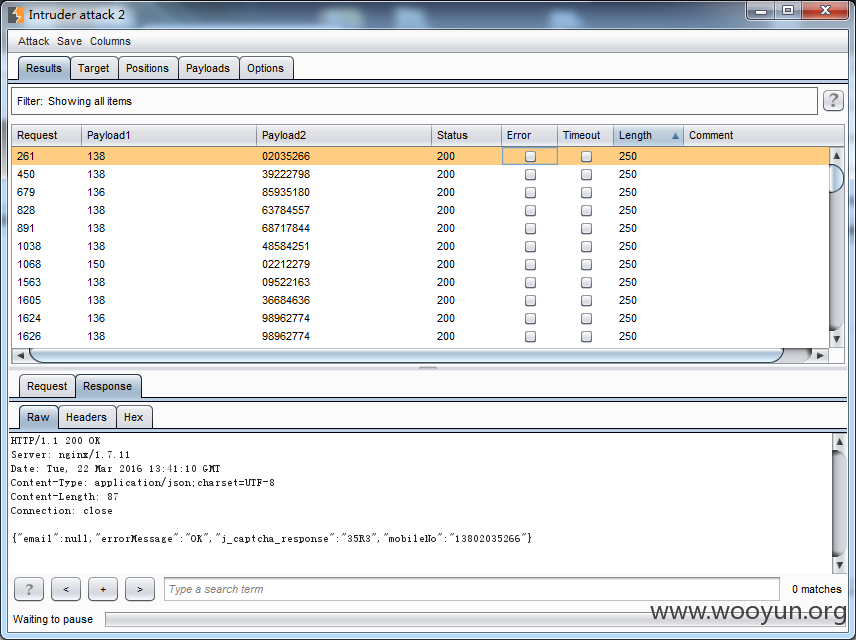 Intruder attack 2
Attack Save Columns
Results Target Positions Payloads Options
Filter: Showing all items ?
Request Payload1 Payload2 Status Error Timeout Length Comment
261 138 02035266 200 250
450 138 39222798 200 250
679 136 85935180 200 250
828 138 63784557 200 250
891 138 68717844 200 250
1038 138 48584251 200 250
1068 150 02212279 200 250
1563 138 09522163 200 250
1605 138 36684636 200 250
1624 136 98962774 200 250
1626 138 98962774 200 250
Request Response
Raw Headers Hex
HTTP/1.1 200 OK
Server: nginx/1.7.11
Date: Tue, 22 Mar 2016 13:41:10 GMT
Content-Type: application/json;charset=UTF-8
Content-Length: 87
Connection: close
{"email":null,"errorMessage":"OK","j_captcha_response":"35R3","mobileNo":"13802035266"}
? < + > Type a search term 0 matches
Waiting to pause
www.wooyun.org